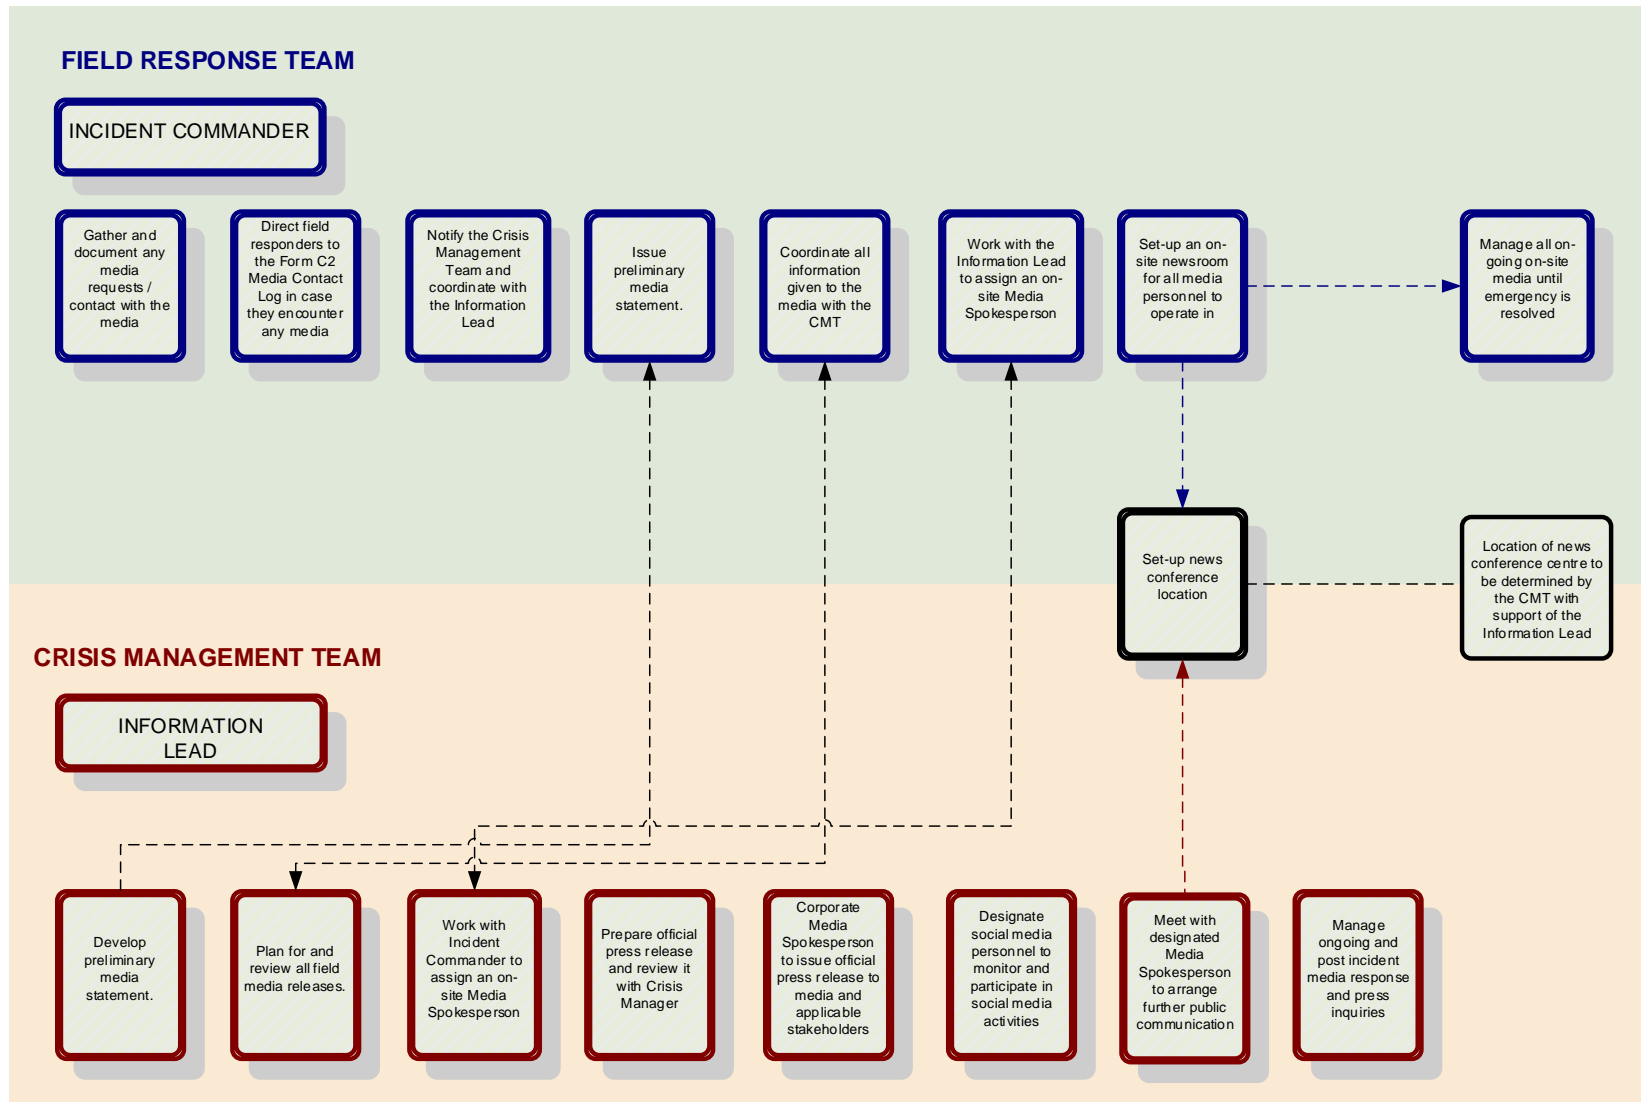 FIELD RESPONSE TEAM
INCIDENT COMMANDER
Gather and
document any
media
requests /
contact with the
media
Direct field
responders to
the Form C2
Media Contact
Log in case
they encounter
any media
Notify the Crisis
Management
Team and
coordinate with
the Information
Lead
Issue
preliminary
media
statement.
Coordinate all
information
given to the
media with the
CMT
Work with the
Information Lead
to assign an on-
site Media
Spokesperson
Set-up an on-
site newsroom
for all media
personnel to
operate in
Manage all on-
going on-site
media until
emergency is
resolved
Set-up news
conference
location
Location of news
conference centre to
be determined by
the CMT with
support of the
Information Lead
CRISIS MANAGEMENT TEAM
INFORMATION
LEAD
Develop
preliminary
media
statement.
Plan for and
review all field
media releases.
Work with
Incident
Commander to
assign an on-
site Media
Spokesperson
Prepare official
press release
and review it
with Crisis
Manager
Corporate
Media
Spokesperson
to issue official
press release to
media and
applicable
stakeholders
Designate
social media
personnel to
monitor and
participate in
social media
activities
Meet with
designated
Media
Spokesperson
to arrange
further public
communication
Manage
ongoing and
post incident
media response
and press
inquiries